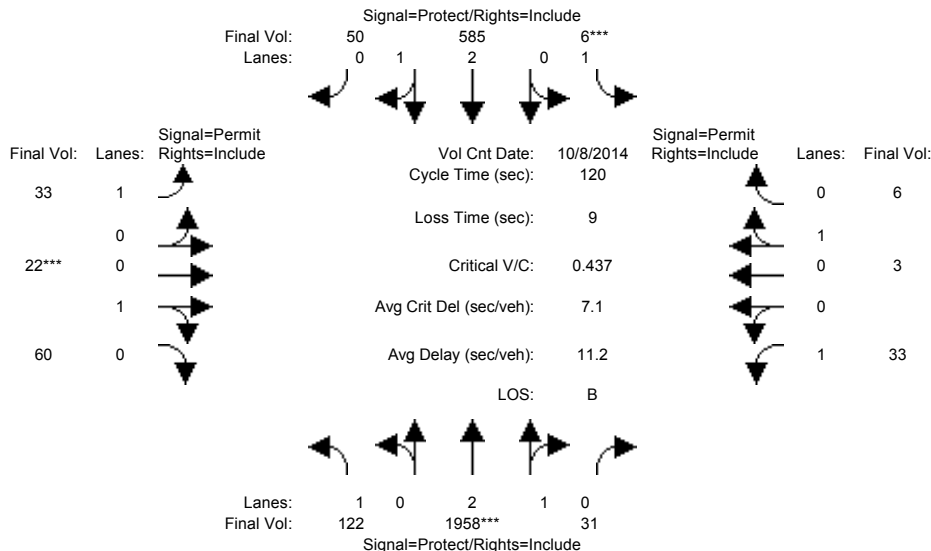 Signal=Protect/Rights=Include
Final Vol: 50 585 6***
Lanes: 0 1 2 0 1
Signal=Permit Signal=Permit
Final Vol: Lanes: Rights=Include Vol Cnt Date: 10/8/2014 Rights=Include Lanes: Final Vol:
Cycle Time (sec): 120
33 1 0 6
Loss Time (sec): 9
0 1
22*** 0 Critical V/C: 0.437 0 3
1 Avg Crit Del (sec/veh): 7.1 0
60 0 Avg Delay (sec/veh): 11.2 1 33
LOS: B
Lanes: 1 0 2 1 0
Final Vol: 122 1958*** 31
Signal=Protect/Rights=Include